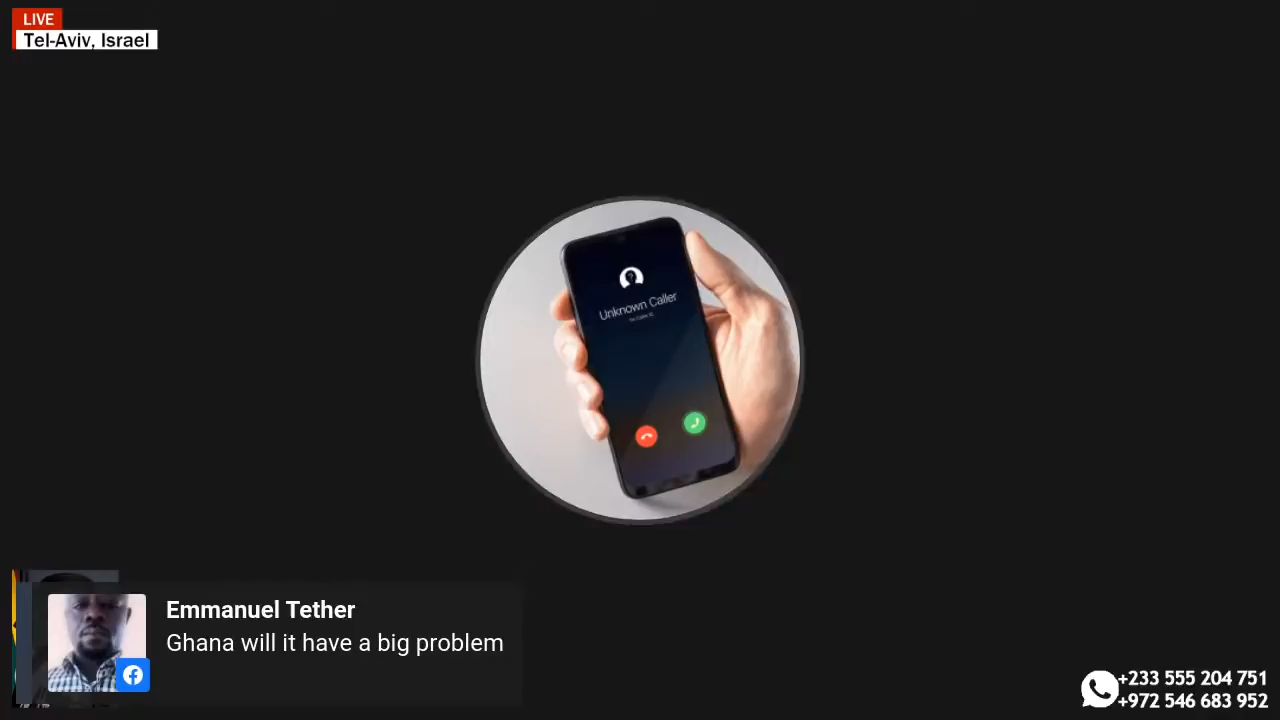 LIVE
Tel-Aviv, Israel
Unknown Caller
Emmanuel Tether
Ghana will it have a big problem
+233 555 204 751
+972 546 683 952